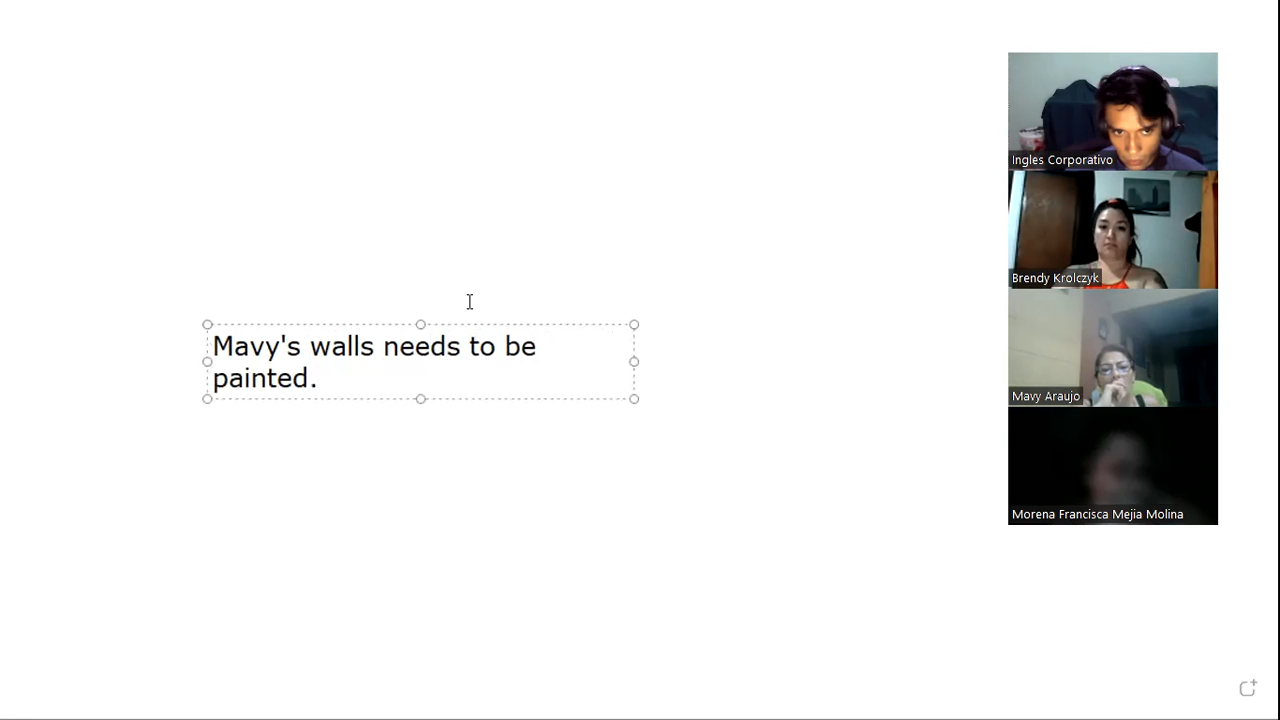 Mavy's walls needs to be
painted.
Ingles Corporativo
Brendy Krolczyk
Mavy Araujo
Morena Francisca Mejia Molina